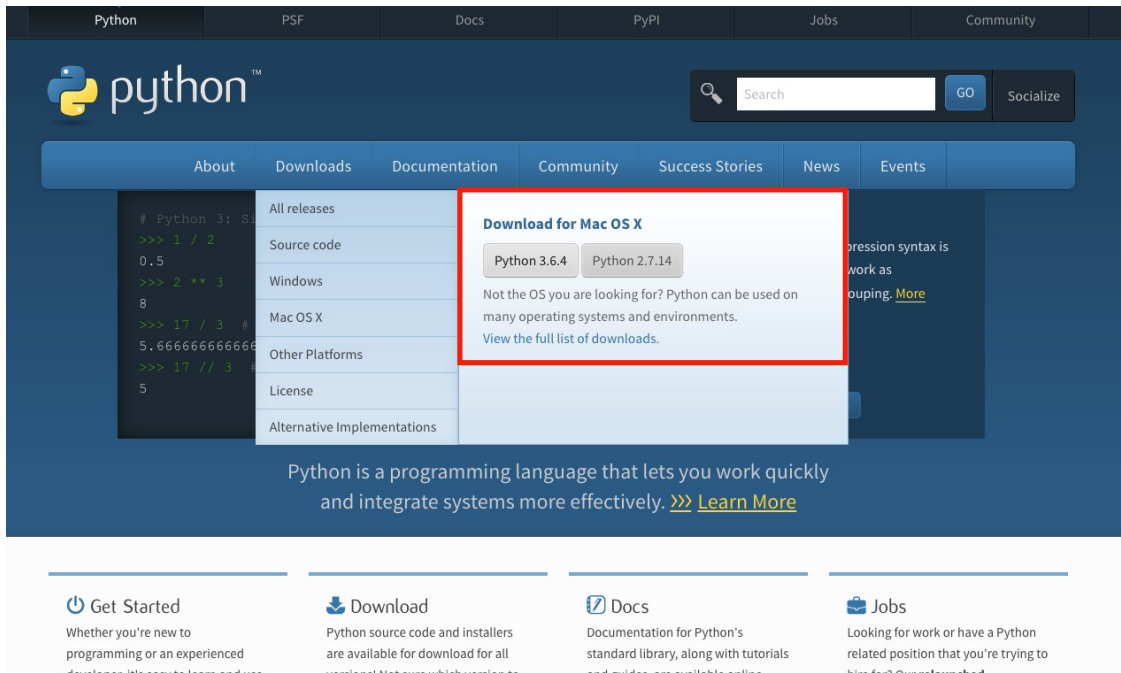 Python PSF Docs PyPI Jobs Community
python™
Search GO Socialize
About Downloads Documentation Community Success Stories News Events
All releases
Source code
Windows
Mac OS X
Other Platforms
License
Alternative Implementations
Download for Mac OS X
Python 3.6.4 Python 2.7.14
Not the OS you are looking for? Python can be used on
many operating systems and environments.
View the full list of downloads.
# Python 3:
>>> 1 / 2
0.5
>>> 2 ** 3
8
>>> 17 / 3 #
5.666666666666
>>> 17 // 3 #
5
syntax is
as
More
Python is a programming language that lets you work quickly
and integrate systems more effectively. >>> Learn More
Get Started
Whether you're new to
programming or an experienced
Download
Python source code and installers
are available for download for all
Docs
Documentation for Python's
standard library, along with tutorials
Jobs
Looking for work or have a Python
related position that you're trying to